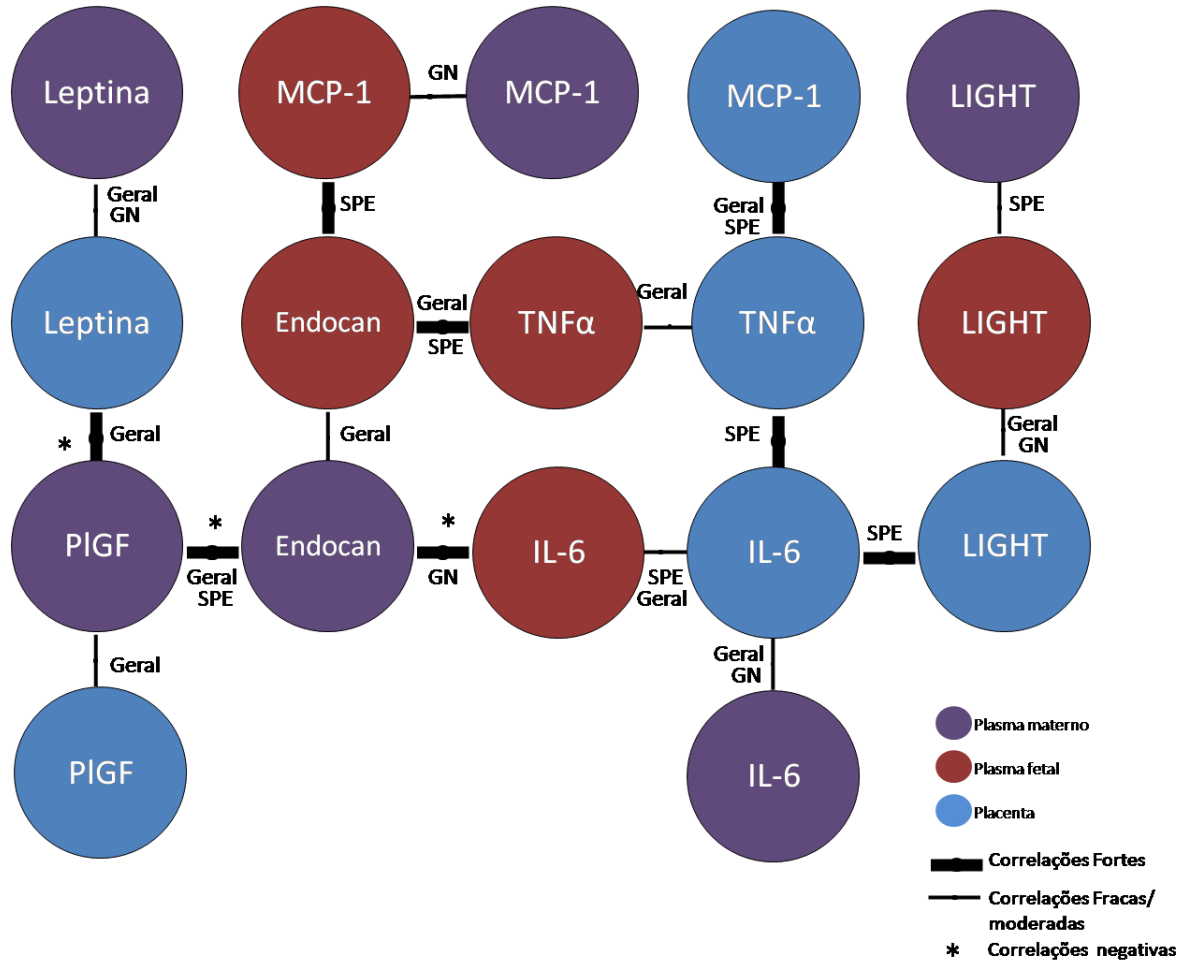 Leptina
MCP-1
GN
MCP-1
MCP-1
LIGHT
Geral
GN
SPE
Geral
SPE
SPE
Leptina
Endocan
Geral
SPE
TNFα
Geral
TNFα
LIGHT
*
Geral
Geral
SPE
Geral
GN
PlGF
*
Geral
SPE
Endocan
*
GN
IL-6
SPE
Geral
IL-6
SPE
LIGHT
Geral
Geral
GN
PlGF
IL-6
Plasma materno
Plasma fetal
Placenta
Correlações Fortes
Correlações Fracas/
moderadas
* Correlações negativas